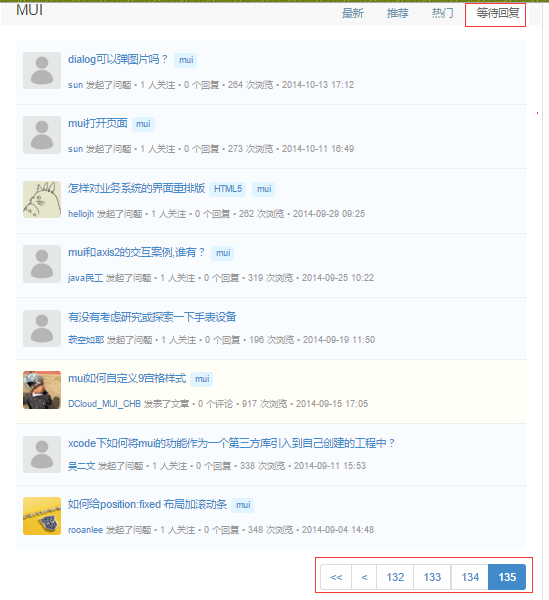 MUI 最新 推荐 热门 等待回复
dialog可以弹图片吗？ mui
sun 发起了问题 • 1 人关注 • 0 个回复 • 264 次浏览 • 2014-10-13 17:12
mui打开页面 mui
sun 发起了问题 • 1 人关注 • 0 个回复 • 273 次浏览 • 2014-10-11 16:49
怎样对业务系统的界面重排版 HTML5 mui
hellojh 发起了问题 • 1 人关注 • 0 个回复 • 262 次浏览 • 2014-09-29 09:25
mui和axis2的交互案例,谁有？ mui
java民工 发起了问题 • 1 人关注 • 0 个回复 • 319 次浏览 • 2014-09-25 10:22
有没有考虑研究或探索一下手表设备
发起了问题 • 1 人关注 • 0 个回复 • 196 次浏览 • 2014-09-19 11:50
mui如何自定义9宫格样式 mui
DCloud_MUI_CHB 发表了文章 • 0 个评论 • 917 次浏览 • 2014-09-15 17:05
xcode下如何将mui的功能作为一个第三方库引入到自己创建的工程中？
吴二文 发起了问题 • 1 人关注 • 0 个回复 • 338 次浏览 • 2014-09-11 15:53
如何给position:fixed 布局加滚动条 mui
rooanlee 发起了问题 • 1 人关注 • 0 个回复 • 348 次浏览 • 2014-09-04 14:48
<< < 132 133 134 135